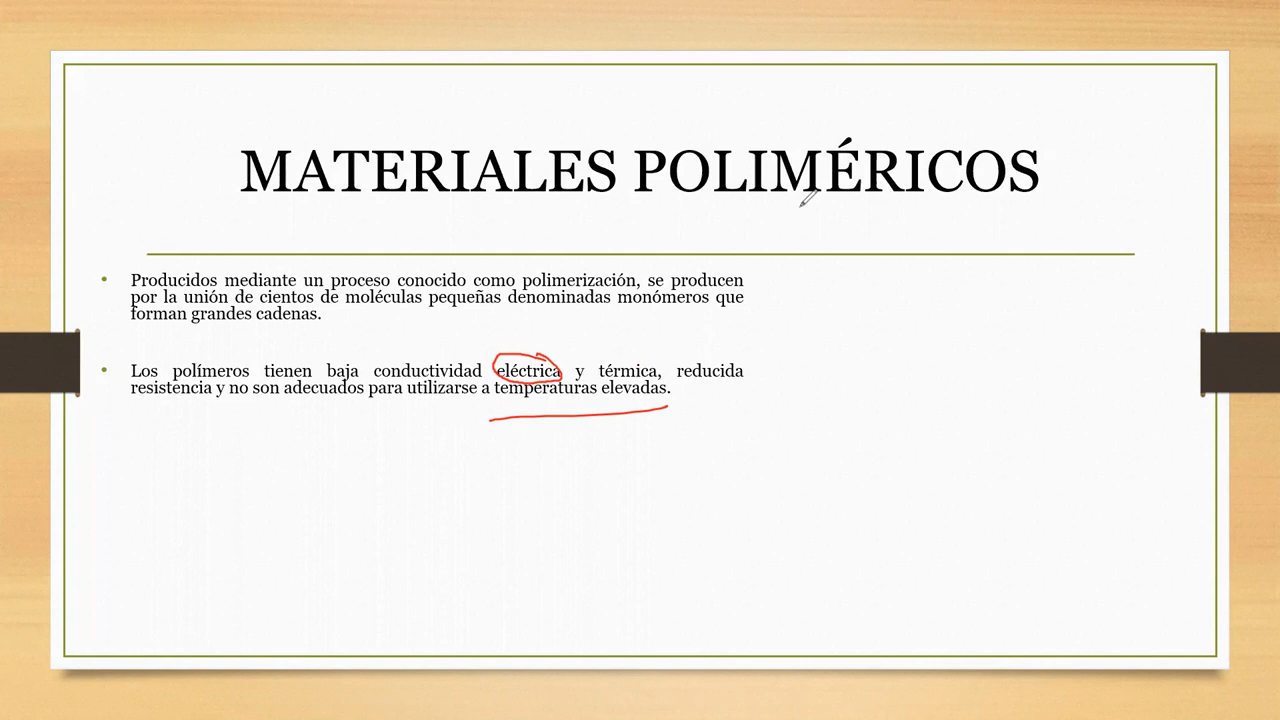 MATERIALES POLIMÉRICOS
• Producidos mediante un proceso conocido como polimerización, se producen
por la unión de cientos de moléculas pequeñas denominadas monómeros que
forman grandes cadenas.
• Los polímeros tienen baja conductividad eléctrica y térmica, reducida
resistencia y no son adecuados para utilizarse a temperaturas elevadas.